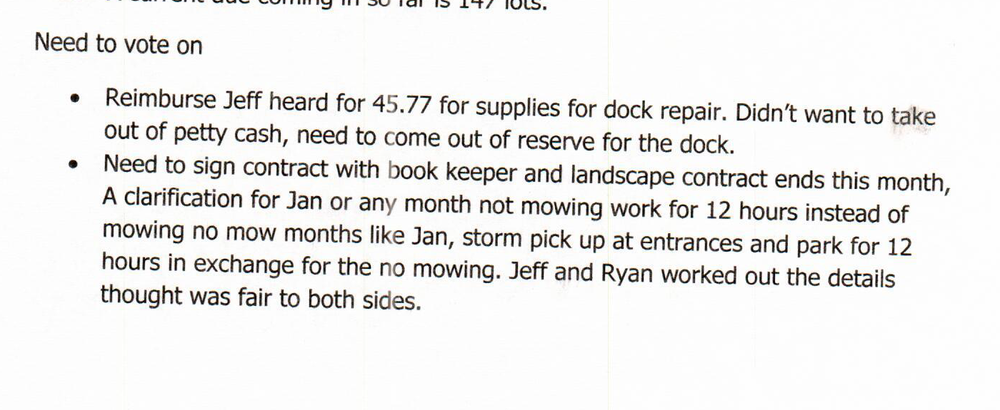 current due coming in so far is 147 lots.
Need to vote on
• Reimburse Jeff heard for 45.77 for supplies for dock repair. Didn't want to take
out of petty cash, need to come out of reserve for the dock.
• Need to sign contract with book keeper and landscape contract ends this month,
A clarification for Jan or any month not mowing work for 12 hours instead of
mowing no mow months like Jan, storm pick up at entrances and park for 12
hours in exchange for the no mowing. Jeff and Ryan worked out the details
thought was fair to both sides.